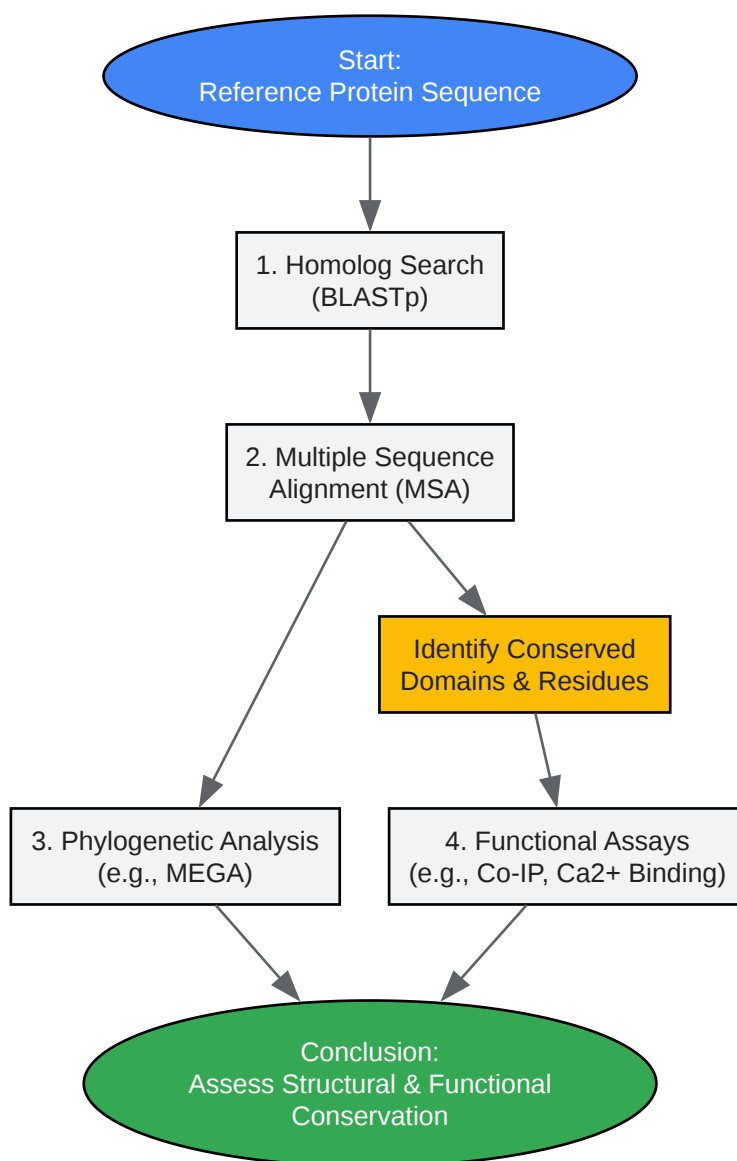 Start:
Reference Protein Sequence
1. Homolog Search
(BLASTp)
2. Multiple Sequence
Alignment (MSA)
Identify Conserved
Domains & Residues
3. Phylogenetic Analysis
(e.g., MEGA)
4. Functional Assays
(e.g., Co-IP, Ca2+ Binding)
Conclusion:
Assess Structural & Functional
Conservation